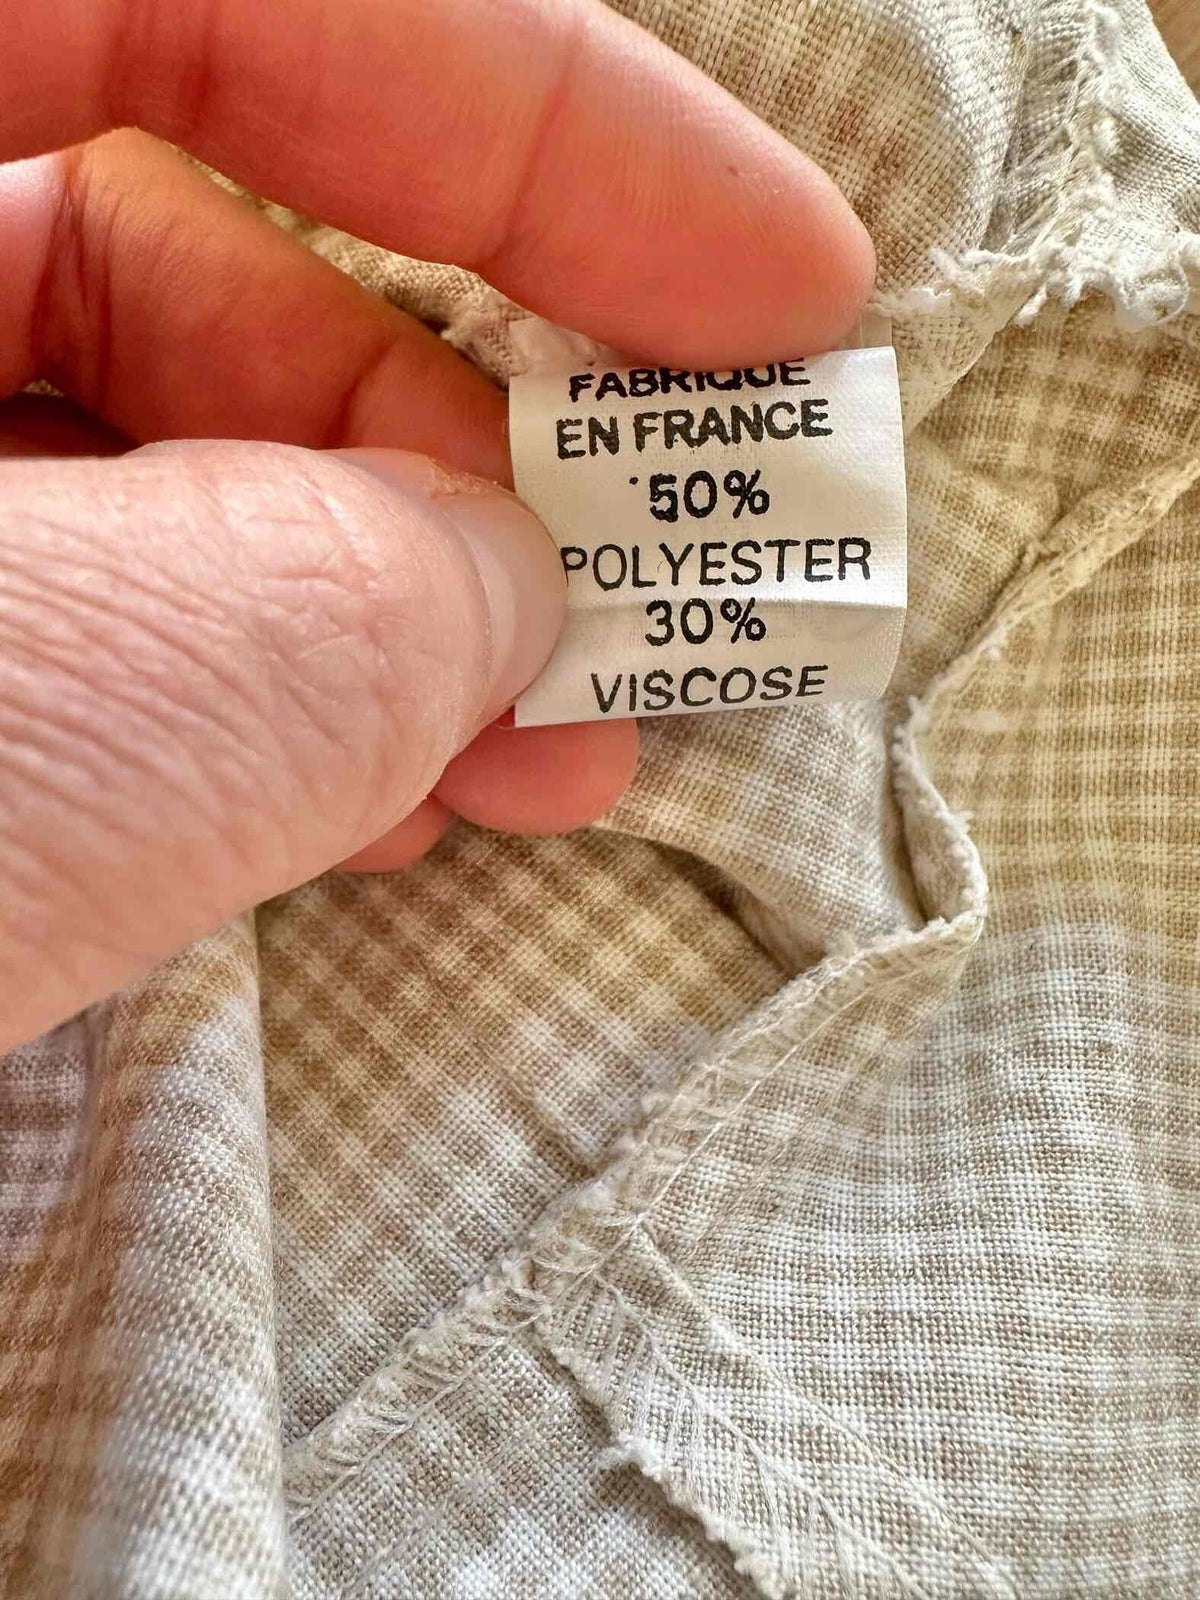 FABRIQUE
EN FRANCE
50%
POLYESTER
30%
VISCOSE